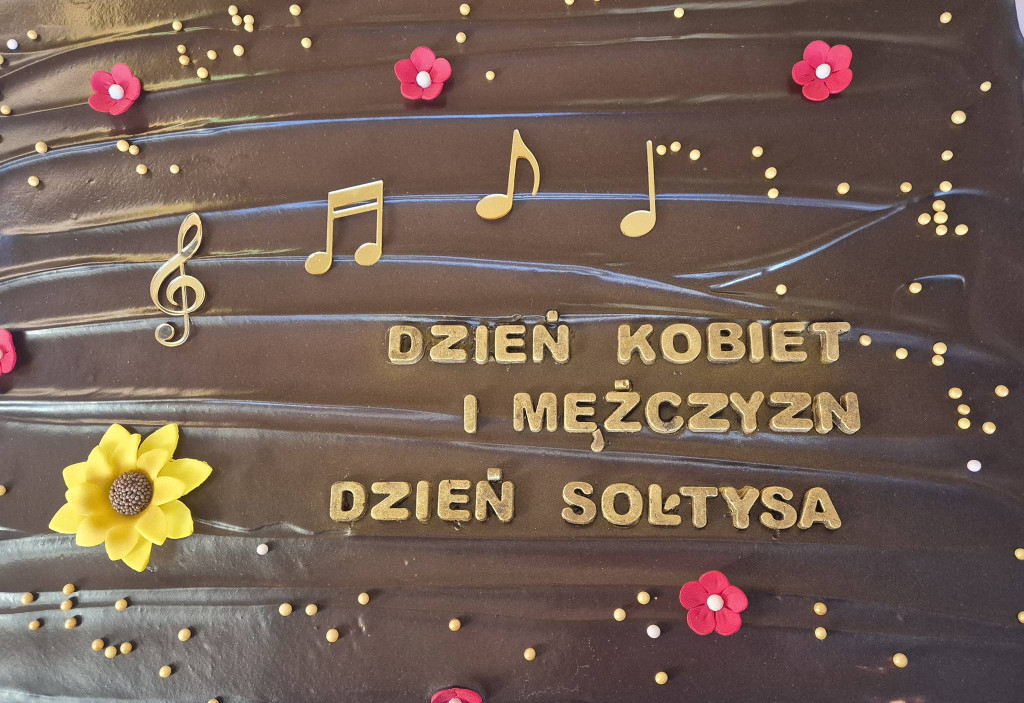 DZIEŃ KOBIET
I MĘŻCZYZN
DZIEŃ SOŁTYSA